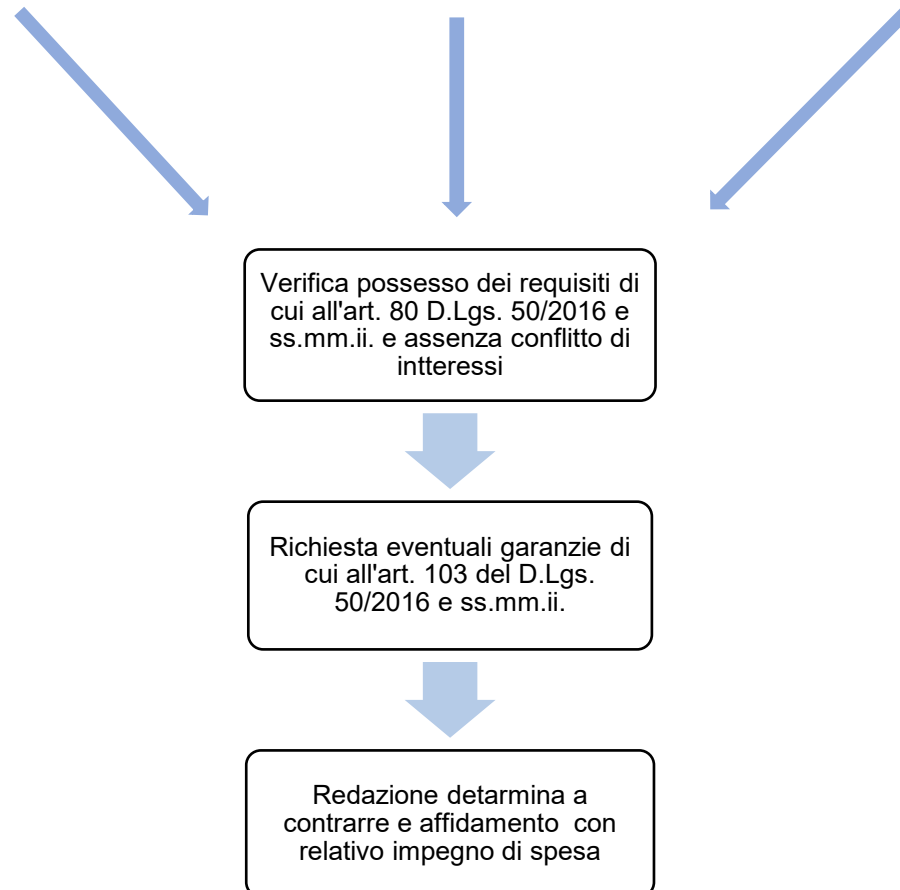 Verifica possesso dei requisiti di
cui all'art. 80 D.Lgs. 50/2016 e
ss.mm.ii. e assenza conflitto di
intteressi
Richiesta eventuali garanzie di
cui all'art. 103 del D.Lgs.
50/2016 e ss.mm.ii.
Redazione detarmina a
contrarre e affidamento  con
relativo impegno di spesa